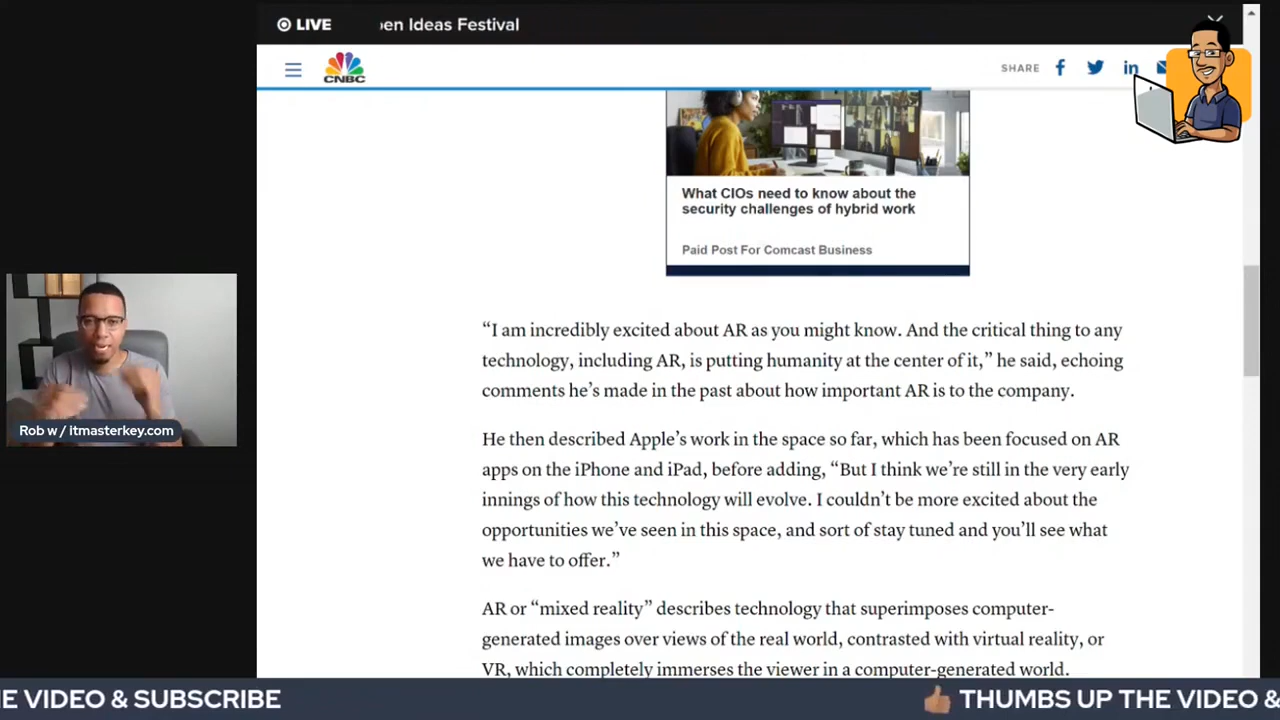 LIVE
pen Ideas Festival
CNBC
SHARE
What CIOs need to know about the
security challenges of hybrid work
Paid Post For Comcast Business
“I am incredibly excited about AR as you might know. And the critical thing to any
technology, including AR, is putting humanity at the center of it,” he said, echoing
comments he’s made in the past about how important AR is to the company.
He then described Apple’s work in the space so far, which has been focused on AR
apps on the iPhone and iPad, before adding, “But I think we’re still in the very early
innings of how this technology will evolve. I couldn’t be more excited about the
opportunities we’ve seen in this space, and sort of stay tuned and you’ll see what
we have to offer.”
AR or “mixed reality” describes technology that superimposes computer-
generated images over views of the real world, contrasted with virtual reality, or
VR, which completely immerses the viewer in a computer-generated world.
Rob w / itmasterkey.com
E VIDEO & SUBSCRIBE
THUMBS UP THE VIDEO &